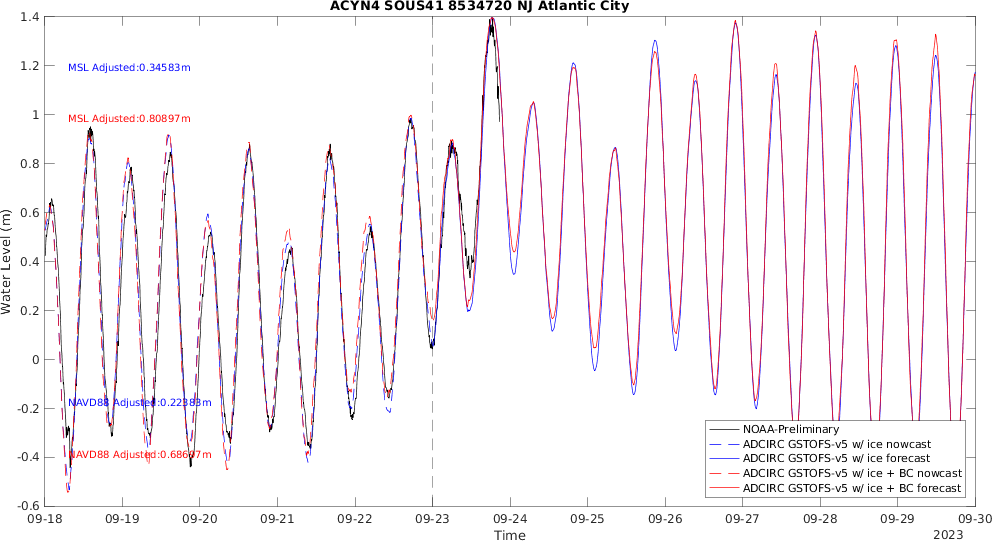 ACYN4 SOUS41 8534720 NJ Atlantic City
1.4
1.2
1
0.8
0.6
0.4
0.2
0
-0.2
-0.4
-0.6
Water Level (m)
MSL Adjusted:0.34583m
MSL Adjusted:0.80897m
NAVD88 Adjusted:0.22383m
NAVD88 Adjusted:0.68697m
NOAA-Preliminary
ADCIRC GSTOFS-v5 w/ ice nowcast
ADCIRC GSTOFS-v5 w/ ice forecast
ADCIRC GSTOFS-v5 w/ ice + BC nowcast
ADCIRC GSTOFS-v5 w/ ice + BC forecast
09-18 09-19 09-20 09-21 09-22 09-23 09-24 09-25 09-26 09-27 09-28 09-29 09-30
Time
2023